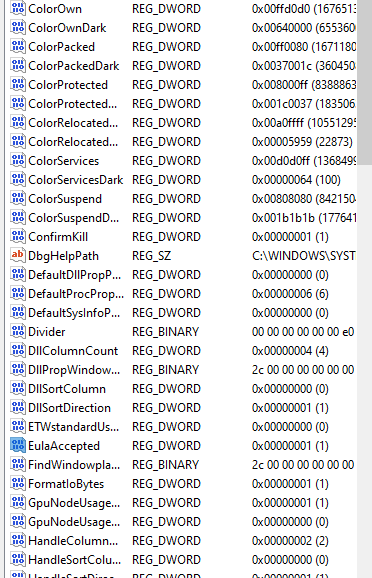 ColorOwn REG_DWORD 0x00ffd0d0 (1676513
ColorOwnDark REG_DWORD 0x00640000 (655360
ColorPacked REG_DWORD 0x00ff0080 (1671180
ColorPackedDark REG_DWORD 0x0037001c (360450
ColorProtected REG_DWORD 0x008000ff (8388863
ColorProtected... REG_DWORD 0x001c0037 (183506
ColorRelocated... REG_DWORD 0x00a0ffff (1055129
ColorRelocated... REG_DWORD 0x00005959 (22873)
ColorServices REG_DWORD 0x00d0d0ff (1368499
ColorServicesDark REG_DWORD 0x00000064 (100)
ColorSuspend REG_DWORD 0x00808080 (842150
ColorSuspendD... REG_DWORD 0x001b1b1b (177641
ConfirmKill REG_DWORD 0x00000001 (1)
DbgHelpPath REG_SZ C:\WINDOWS\SYST
DefaultDllPropP... REG_DWORD 0x00000000 (0)
DefaultProcProp... REG_DWORD 0x00000006 (6)
DefaultSysInfoP... REG_DWORD 0x00000000 (0)
Divider REG_BINARY 00 00 00 00 00 00 e0
DllColumnCount REG_DWORD 0x00000004 (4)
DllPropWindow... REG_BINARY 2c 00 00 00 00 00 00
DllSortColumn REG_DWORD 0x00000000 (0)
DllSortDirection REG_DWORD 0x00000001 (1)
ETWstandardUs... REG_DWORD 0x00000000 (0)
EulaAccepted REG_DWORD 0x00000001 (1)
FindWindowpla... REG_BINARY 2c 00 00 00 00 00 00
FormatIoBytes REG_DWORD 0x00000001 (1)
GpuNodeUsage... REG_DWORD 0x00000001 (1)
GpuNodeUsage... REG_DWORD 0x00000000 (0)
HandleColumn... REG_DWORD 0x00000002 (2)
HandleSortColu... REG_DWORD 0x00000000 (0)
HandleSortDirec... REG_DWORD 0x00000001 (1)